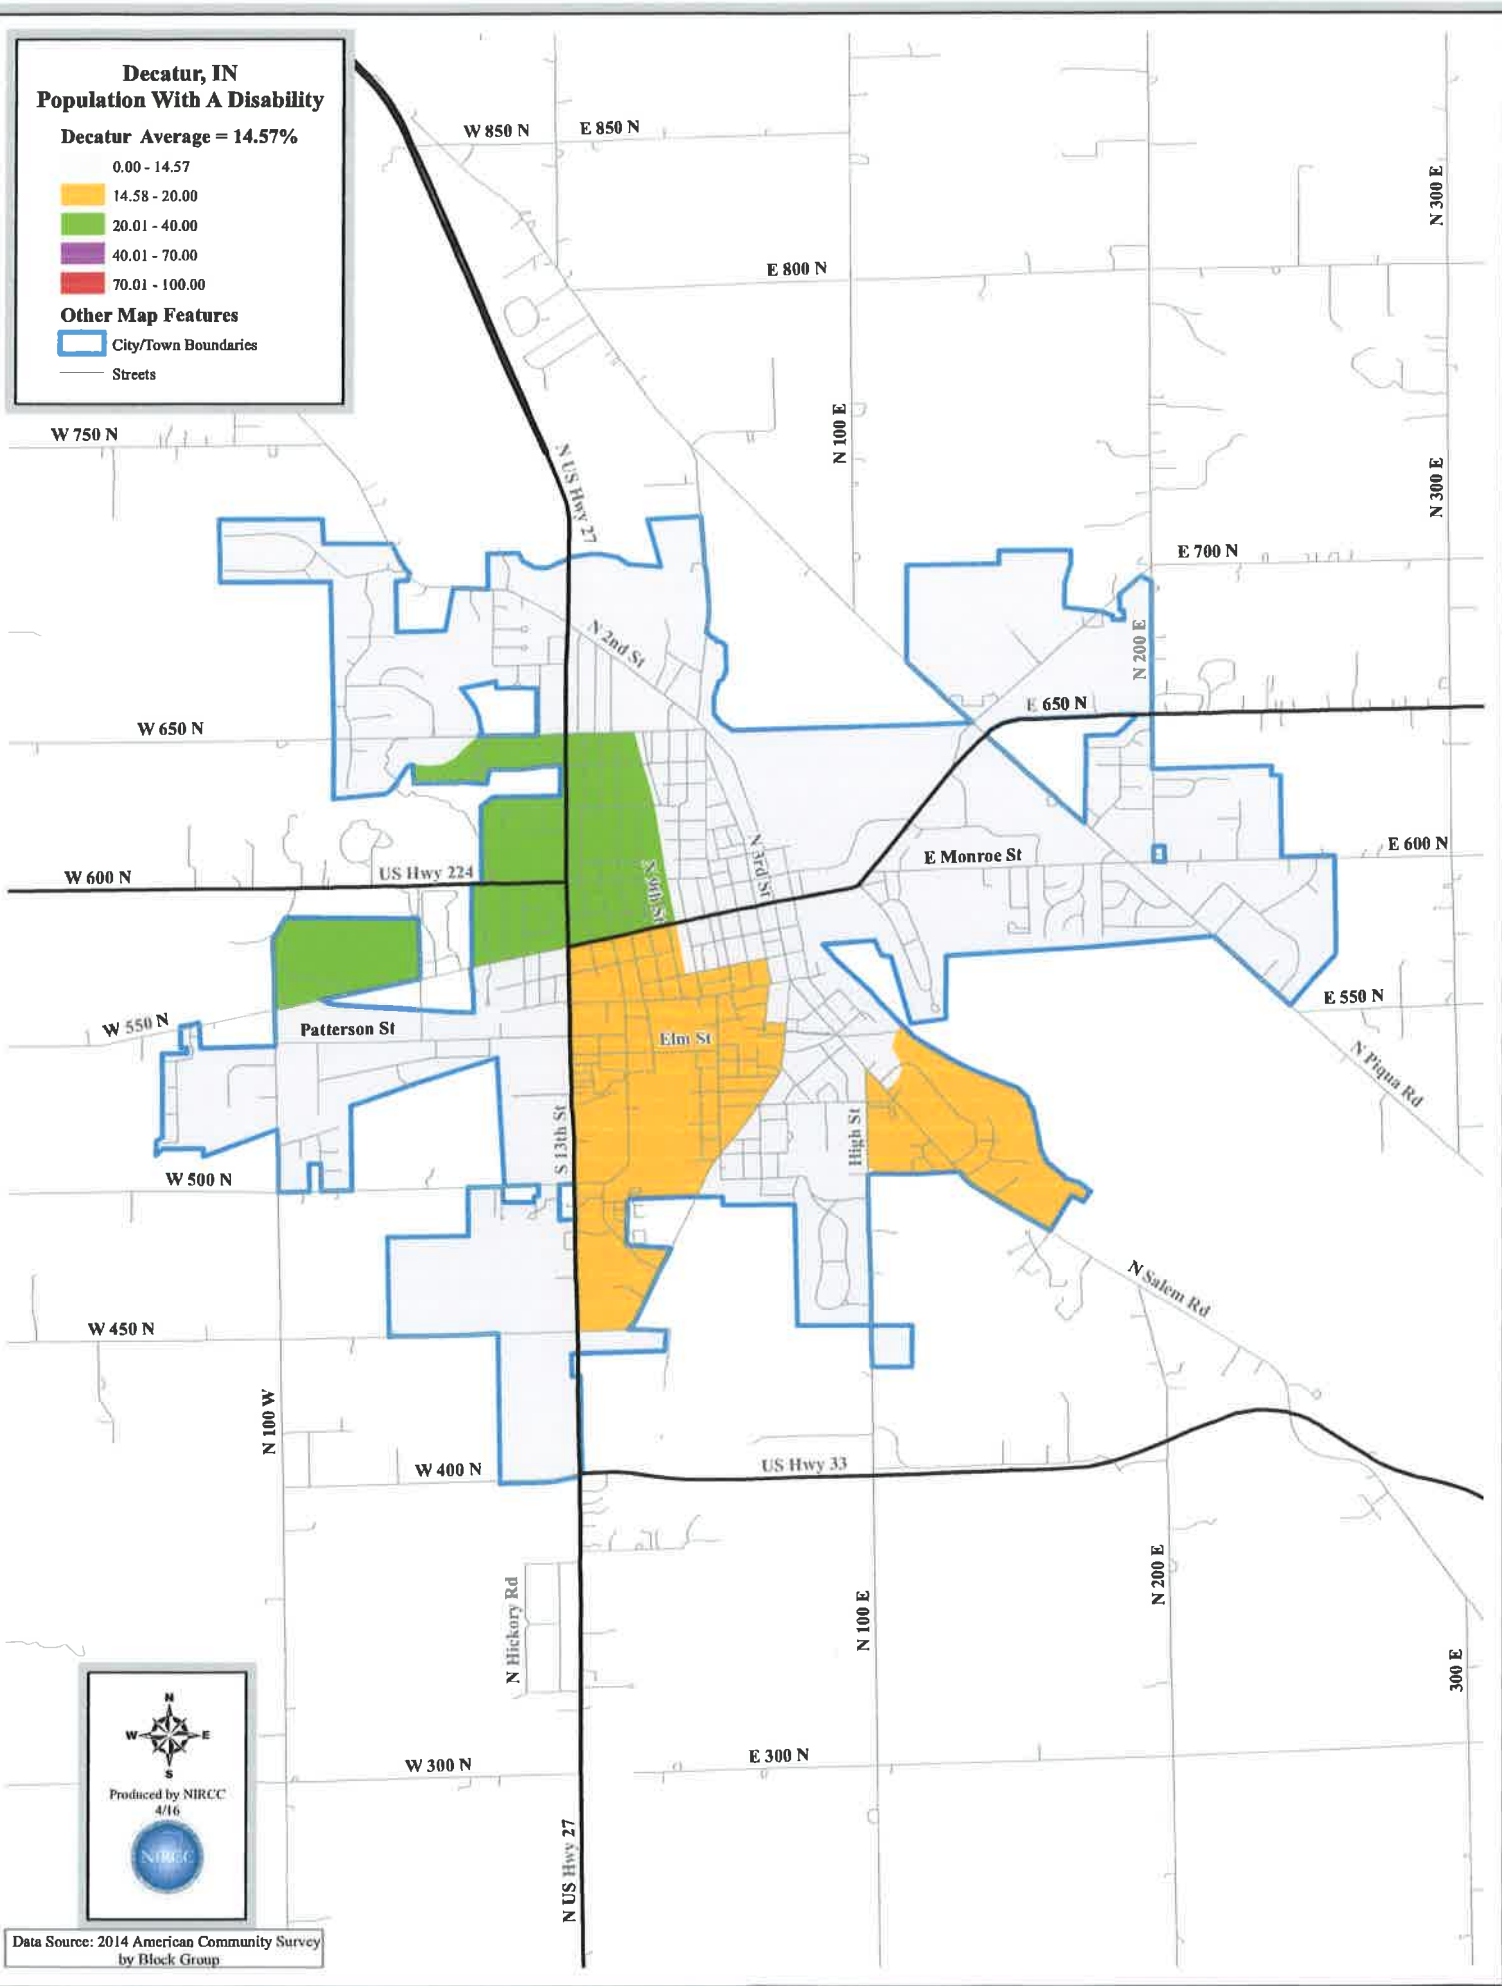 Decatur, IN
Population With A Disability
Decatur Average = 14.57%
0.00 - 14.57
14.58 - 20.00
20.01 - 40.00
40.01 - 70.00
70.01 - 100.00
Other Map Features
City/Town Boundaries
Streets
W 850 N
E 850 N
N 300 E
E 800 N
W 750 N
N 100 E
N US Hwy 27
N 300 E
E 700 N
N 2nd St
N 200 E
E 650 N
W 650 N
N 3rd St
E Monroe St
E 600 N
US Hwy 224
W 600 N
N 9th St
E 550 N
W 550 N
Patterson St
Elm St
N Piqua Rd
S 13th St
High St
W 500 N
N Salem Rd
W 450 N
N 100 W
US Hwy 33
W 400 N
N Hickory Rd
N 100 E
N 200 E
300 E
W 300 N
E 300 N
N US Hwy 27
N
W E
S
Produced by NIRCC
4/16
NIRCC
Data Source: 2014 American Community Survey
by Block Group